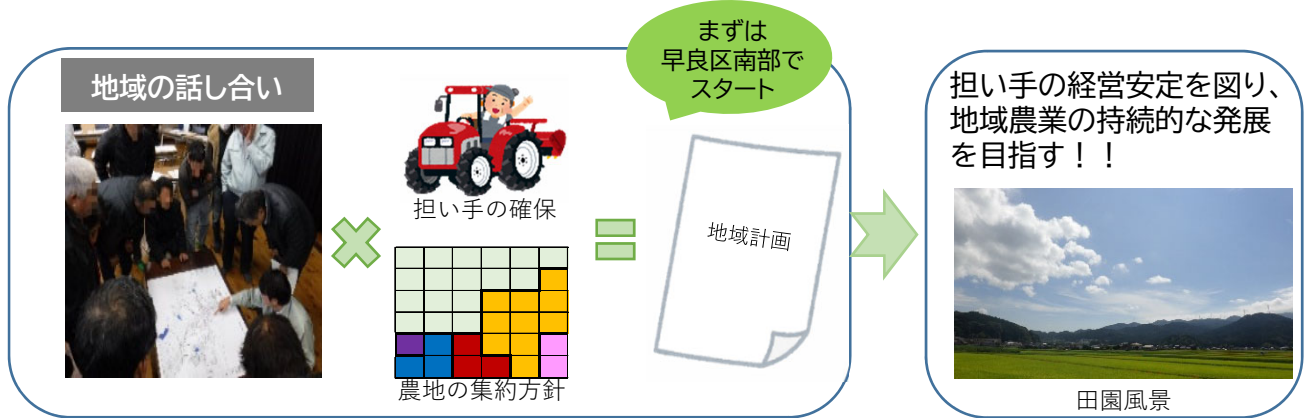 地域の話し合い
担い手の確保
農地の集約方針
まずは
早良区南部で
スタート
地域計画
担い手の経営安定を図り、
地域農業の持続的な発展
を目指す！！
田園風景